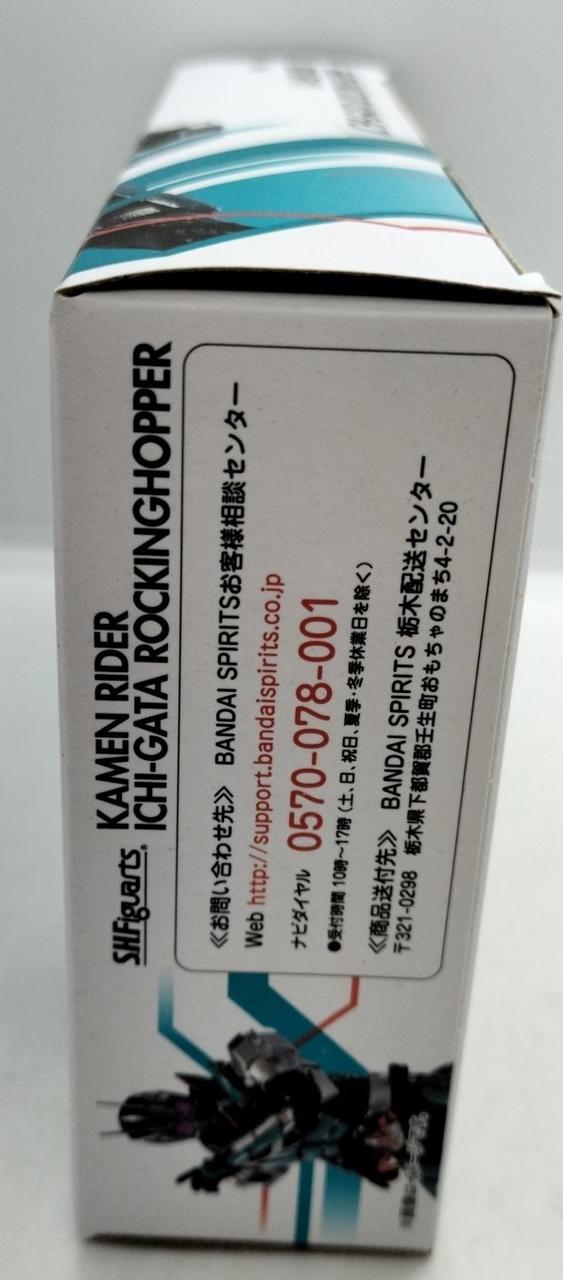 S.H.Figuarts
KAMEN RIDER
ICHI-GATA ROCKINGHOPPER
≪お問い合わせ先≫ BANDAI SPIRITSお客様相談センター
Web http://support.bandaispirits.co.jp
ナビダイヤル 0570-078-001
●受付時間 10時〜17時(土、日、祝日、夏季・冬季休業日を除く)
≪商品送付先≫ BANDAI SPIRITS 栃木配送センター
〒321-0298 栃木県下都賀郡壬生町おもちゃのまち4-2-20